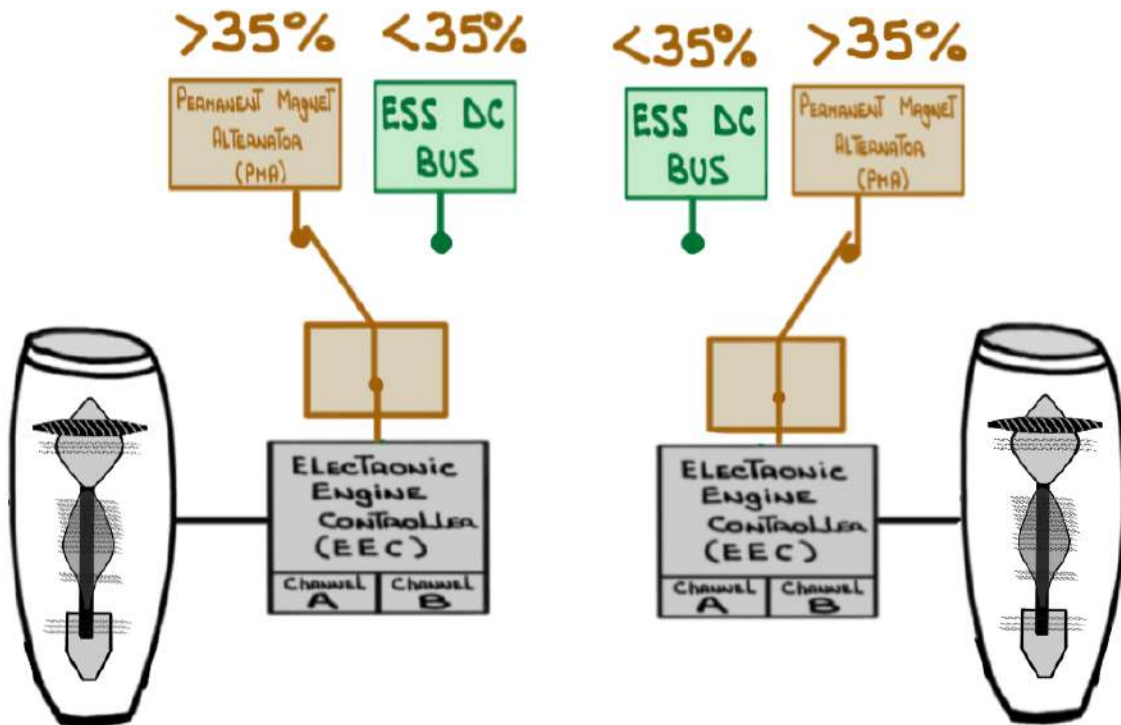 >35% <35%
PERMANENT MAGNET
ALTERNATOR
(PMA)
ESS DC
BUS
<35% >35%
ESS DC
BUS
PERMANENT MAGNET
ALTERNATOR
(PMA)
ELECTRONIC
ENGINE
CONTROLLER
(EEC)
CHANNEL
A
CHANNEL
B
ELECTRONIC
ENGINE
CONTROLLER
(EEC)
CHANNEL
A
CHANNEL
B